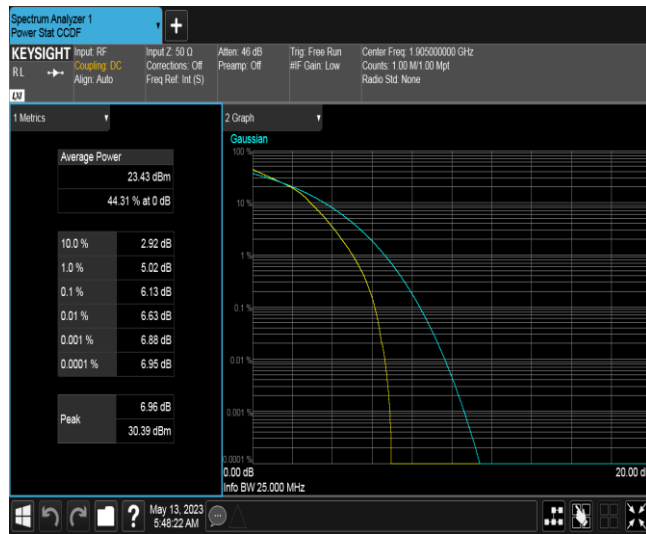 Spectrum Analyzer 1
Power Stat CCDF
+
KEYSIGHT
RL
LXI
Input: RF
Coupling: DC
Align: Auto
Input Z: 50 Ω
Corrections: Off
Freq Ref: Int (S)
Atten: 46 dB
Preamp: Off
Trig: Free Run
#IF Gain: Low
Center Freq: 1.905000000 GHz
Counts: 1.00 M/1.00 Mpt
Radio Std: None
1 Metrics
Average Power
23.43 dBm
44.31 % at 0 dB
10.0 % 2.92 dB
1.0 % 5.02 dB
0.1 % 6.13 dB
0.01 % 6.63 dB
0.001 % 6.88 dB
0.0001 % 6.95 dB
Peak
6.96 dB
30.39 dBm
2 Graph
Gaussian
100 %
10 %
1 %
0.1 %
0.01 %
0.001 %
0.0001 %
0.00 dB
20.00 d
Info BW 25.000 MHz
?
May 13, 2023
5:48:22 AM